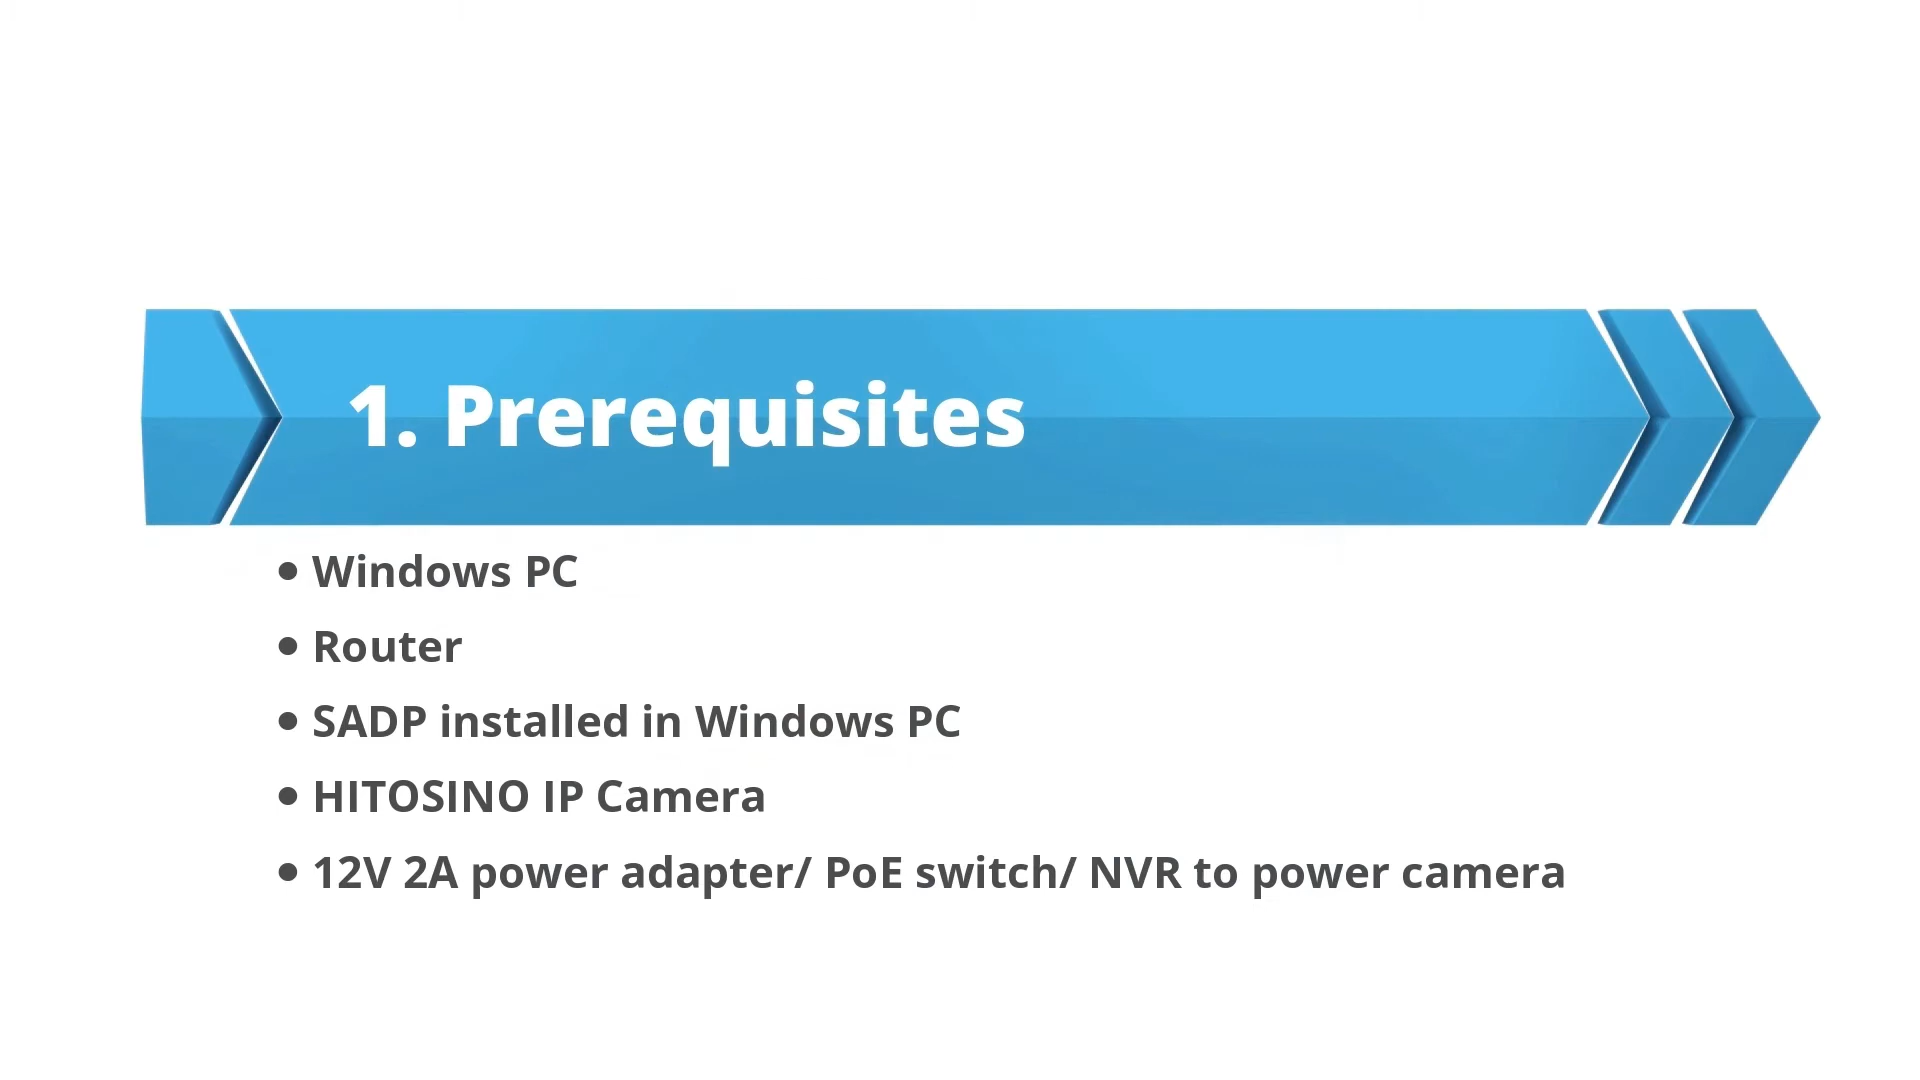 1. Prerequisites
• Windows PC
• Router
• SADP installed in Windows PC
• HITOSINO IP Camera
• 12V 2A power adapter/ PoE switch/ NVR to power camera